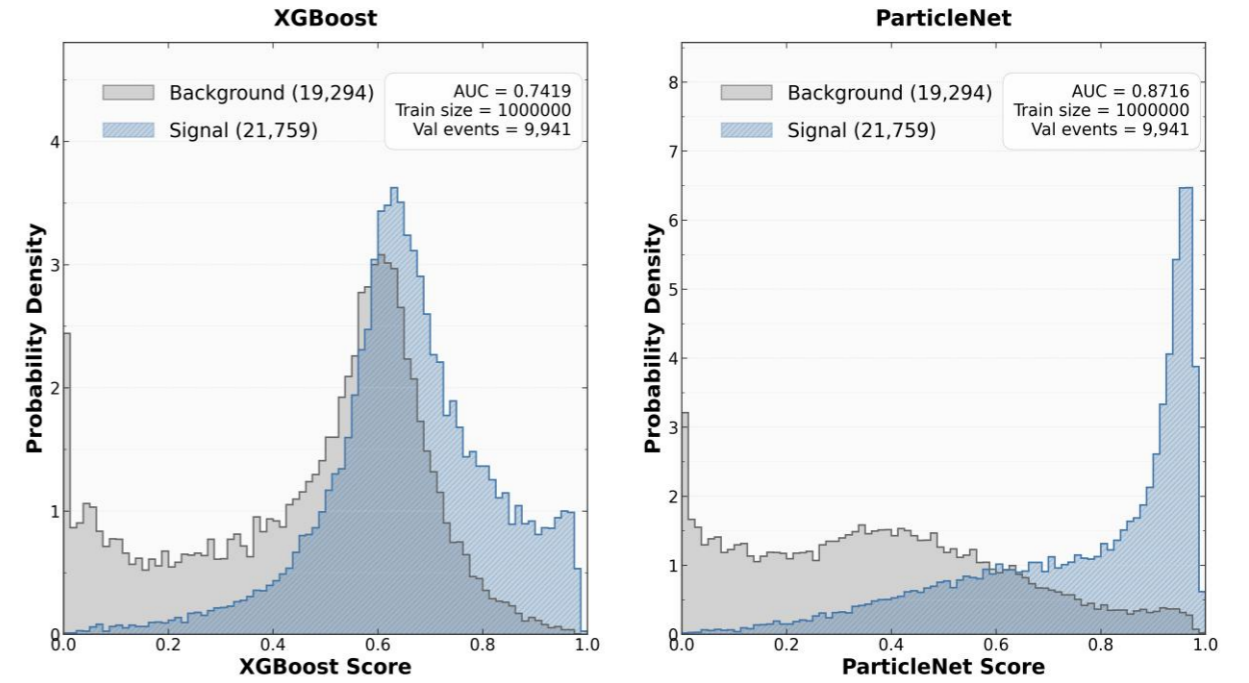 XGBoost
Background (19,294)
Signal (21,759)
AUC = 0.7419
Train size = 1000000
Val events = 9,941
Probability Density
4
3
2
1
0
0.0 0.2 0.4 0.6 0.8 1.0
XGBoost Score
ParticleNet
Background (19,294)
Signal (21,759)
AUC = 0.8716
Train size = 1000000
Val events = 9,941
Probability Density
8
7
6
5
4
3
2
1
0
0.0 0.2 0.4 0.6 0.8 1.0
ParticleNet Score